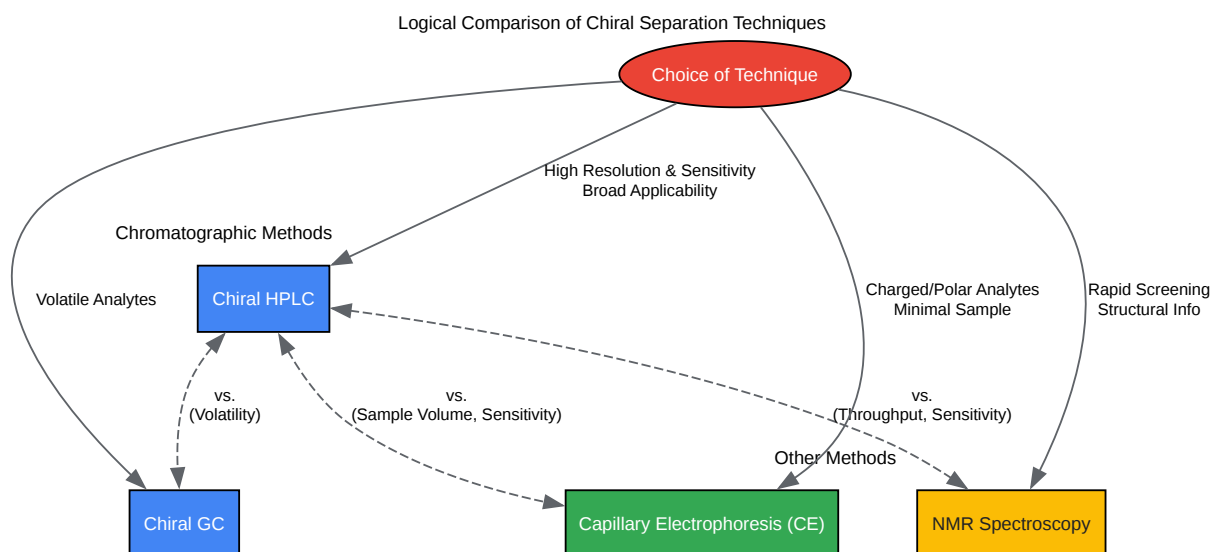 Logical Comparison of Chiral Separation Techniques
Choice of Technique
High Resolution & Sensitivity
Broad Applicability
Chromatographic Methods
Chiral HPLC
Volatile Analytes
Charged/Polar Analytes
Minimal Sample
Rapid Screening
Structural Info
vs.
(Volatility)
vs.
(Sample Volume, Sensitivity)
vs.
(Throughput, Sensitivity)
Other Methods
Chiral GC
Capillary Electrophoresis (CE)
NMR Spectroscopy